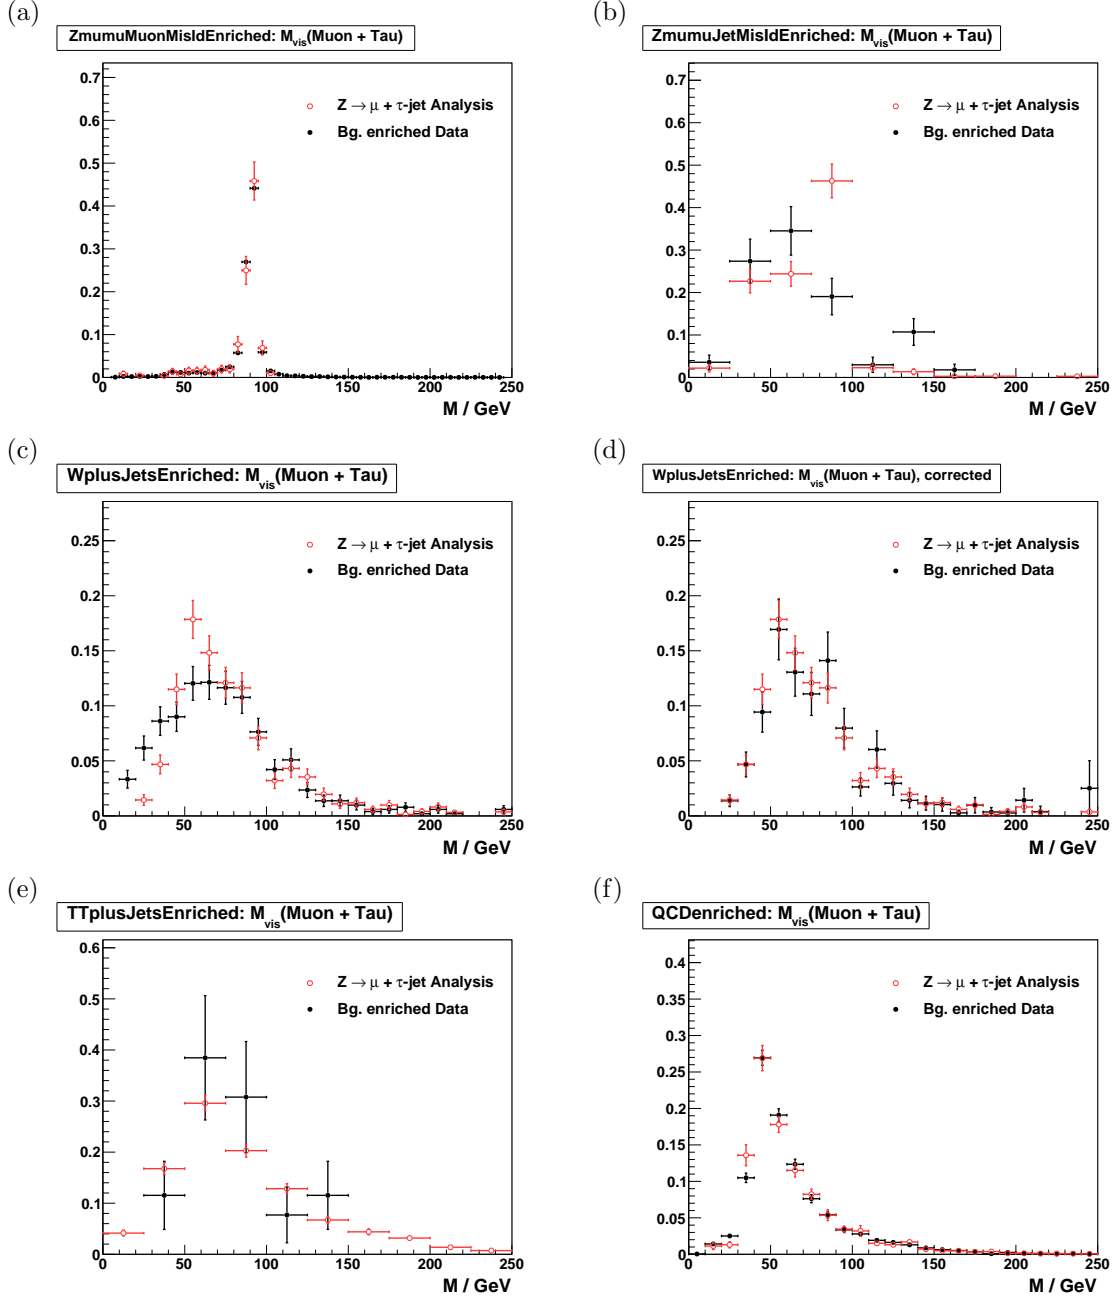 (a)
ZmumuMuonMisIdEnriched: Mvis(Muon + Tau)
0.7
0.6
0.5
0.4
0.3
0.2
0.1
0
Z → μ + τ-jet Analysis
Bg. enriched Data
0 50 100 150 200 250
M / GeV
(b)
ZmumuJetMisIdEnriched: Mvis(Muon + Tau)
0.7
0.6
0.5
0.4
0.3
0.2
0.1
0
Z → μ + τ-jet Analysis
Bg. enriched Data
0 50 100 150 200 250
M / GeV
(c)
WplusJetsEnriched: Mvis(Muon + Tau)
0.25
0.2
0.15
0.1
0.05
0
Z → μ + τ-jet Analysis
Bg. enriched Data
0 50 100 150 200 250
M / GeV
(d)
WplusJetsEnriched: Mvis(Muon + Tau), corrected
0.25
0.2
0.15
0.1
0.05
0
Z → μ + τ-jet Analysis
Bg. enriched Data
0 50 100 150 200 250
M / GeV
(e)
TTplusJetsEnriched: Mvis(Muon + Tau)
0.6
0.5
0.4
0.3
0.2
0.1
0
Z → μ + τ-jet Analysis
Bg. enriched Data
0 50 100 150 200 250
M / GeV
(f)
QCDenriched: Mvis(Muon + Tau)
0.4
0.35
0.3
0.25
0.2
0.15
0.1
0.05
0
Z → μ + τ-jet Analysis
Bg. enriched Data
0 50 100 150 200 250
M / GeV